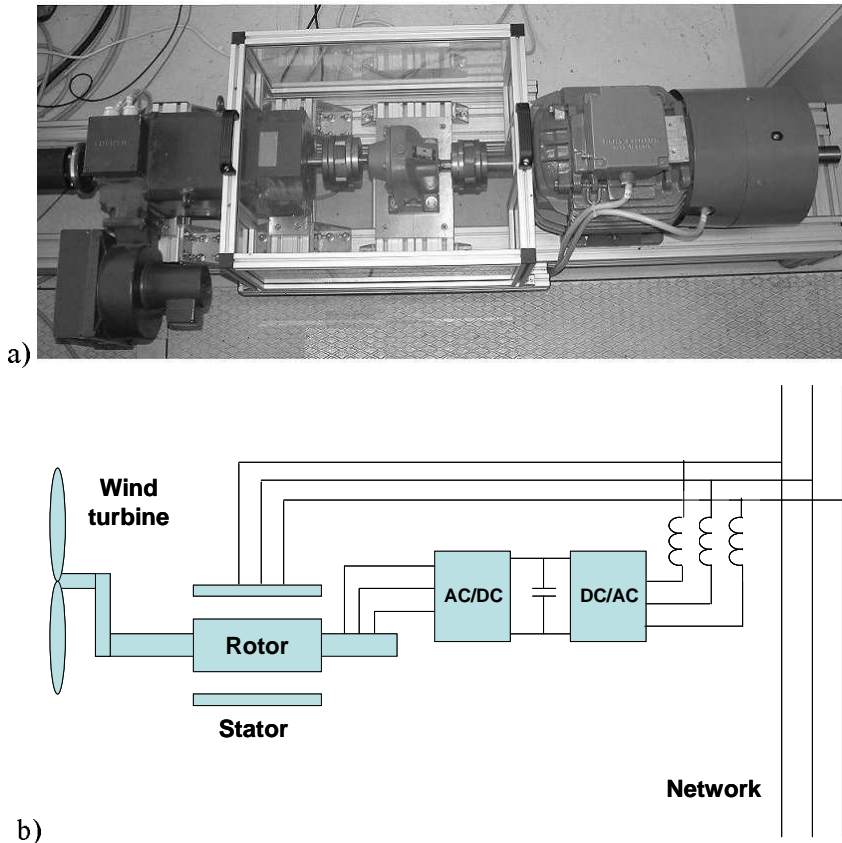 a)
Wind
turbine
AC/DC
DC/AC
Rotor
Stator
Network
b)